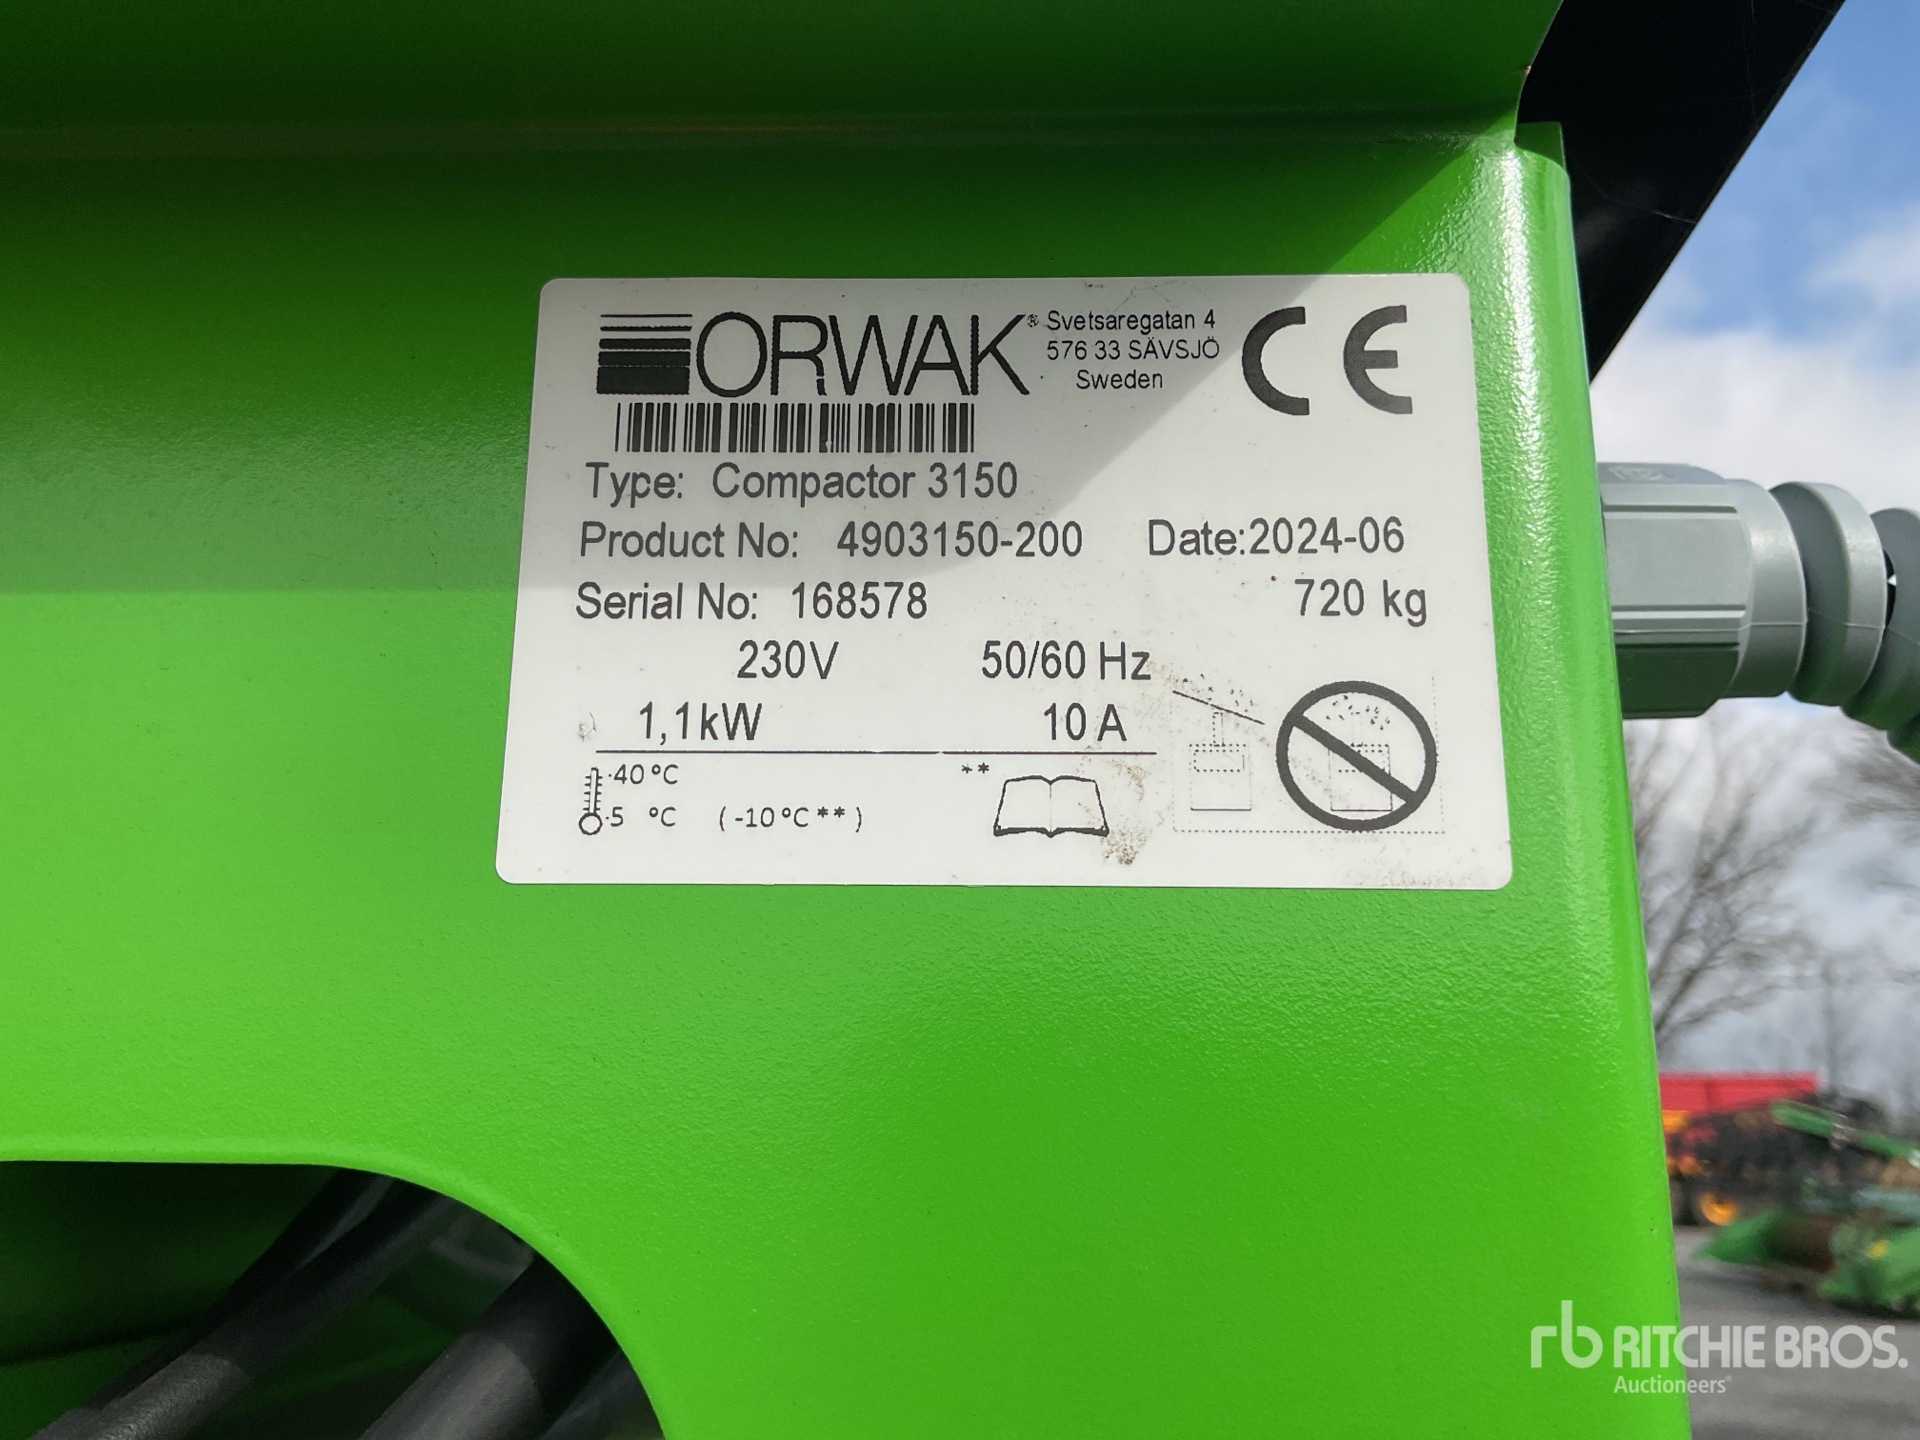 ORWAK® Svetsaregatan 4
576 33 SÄVSJÖ
Sweden
CE
Type: Compactor 3150
Product No: 4903150-200 Date:2024-06
Serial No: 168578 720 kg
230V 50/60 Hz
1,1kW 10 A
40 °C **
5 °C (-10°C**)
rb RITCHIE BROS.
Auctioneers